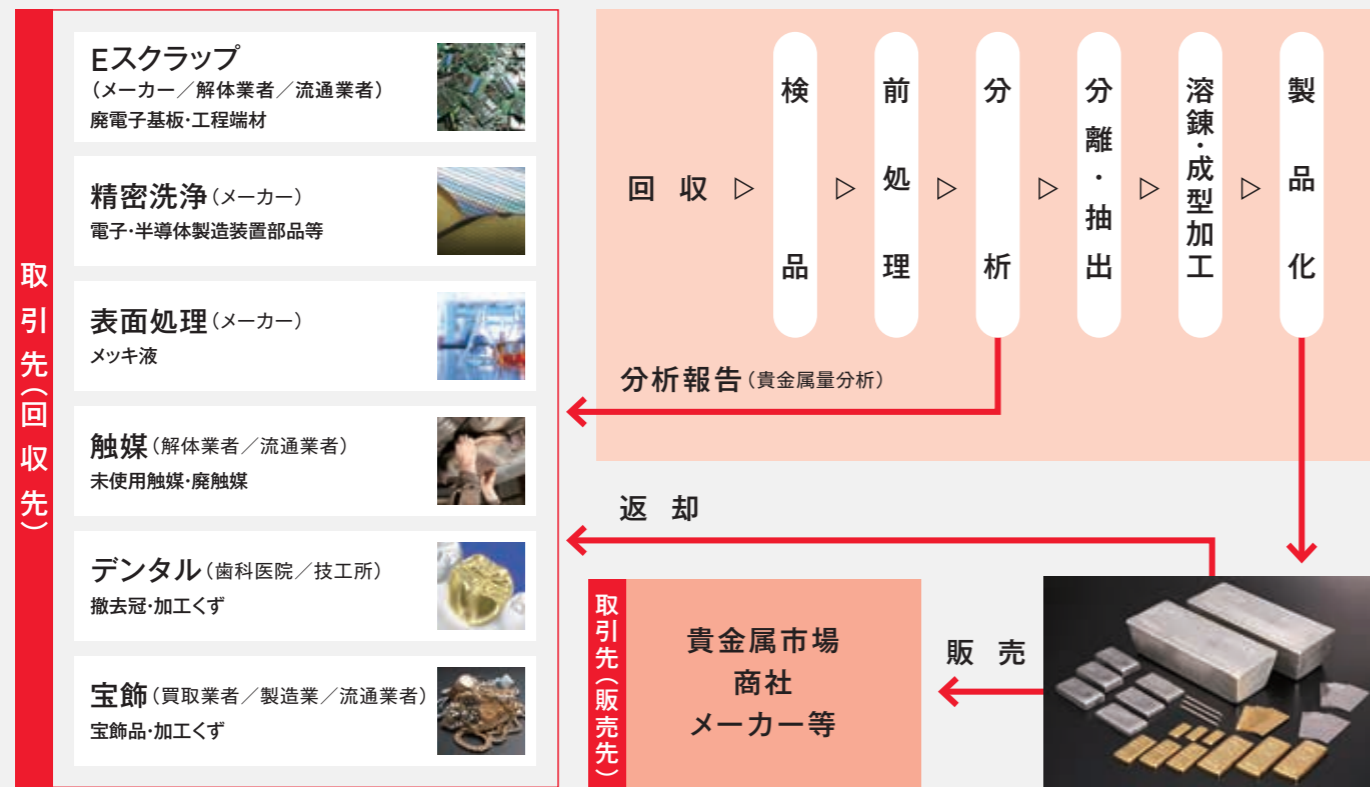 取引先（回収先）
Eスクラップ
（メーカー／解体業者／流通業者）
廃電子基板・工程端材
精密洗浄（メーカー）
電子・半導体製造装置部品等
表面処理（メーカー）
メッキ液
触媒（解体業者／流通業者）
未使用触媒・廃触媒
デンタル（歯科医院／技工所）
撤去冠・加工くず
宝飾（買取業者／製造業／流通業者）
宝飾品・加工くず
回収 ▷ 検品 ▷ 前処理 ▷ 分析 ▷ 分離・抽出 ▷ 溶錬・成型加工 ▷ 製品化
分析報告（貴金属量分析）
返却
取引先（販売先）
貴金属市場
商社
メーカー等
販売